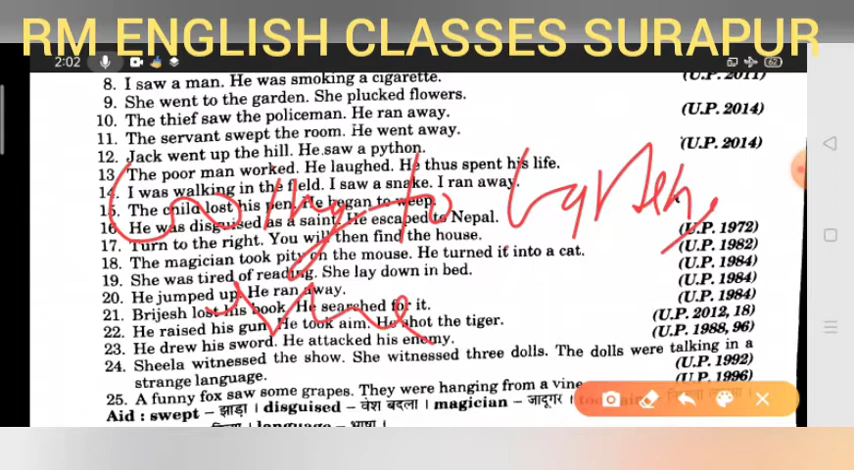 RM ENGLISH CLASSES SURAPUR
2:02
62
8. I saw a man. He was smoking a cigarette. (U.P. 2011)
9. She went to the garden. She plucked flowers.
10. The thief saw the policeman. He ran away. (U.P. 2014)
11. The servant swept the room. He went away.
12. Jack went up the hill. He saw a python. (U.P. 2014)
13. The poor man worked. He laughed. He thus spent his life.
14. I was walking in the field. I saw a snake. I ran away.
15. The child lost his pen. He began to weep.
16. He was disguised as a saint. He escaped to Nepal. (U.P. 1972)
17. Turn to the right. You will then find the house. (U.P. 1982)
18. The magician took pity on the mouse. He turned it into a cat. (U.P. 1984)
19. She was tired of reading. She lay down in bed. (U.P. 1984)
20. He jumped up. He ran away. (U.P. 1984)
21. Brijesh lost his book. He searched for it. (U.P. 2012, 18)
22. He raised his gun. He took aim. He shot the tiger. (U.P. 1988, 96)
23. He drew his sword. He attacked his enemy.
24. Sheela witnessed the show. She witnessed three dolls. The dolls were talking in a
strange language. (U.P. 1992)
25. A funny fox saw some grapes. They were hanging from a vine. (U.P. 1996)
Aid : swept – झाड़ा । disguised – वेश बदला । magician – जादूगर ।
language – भाषा ।